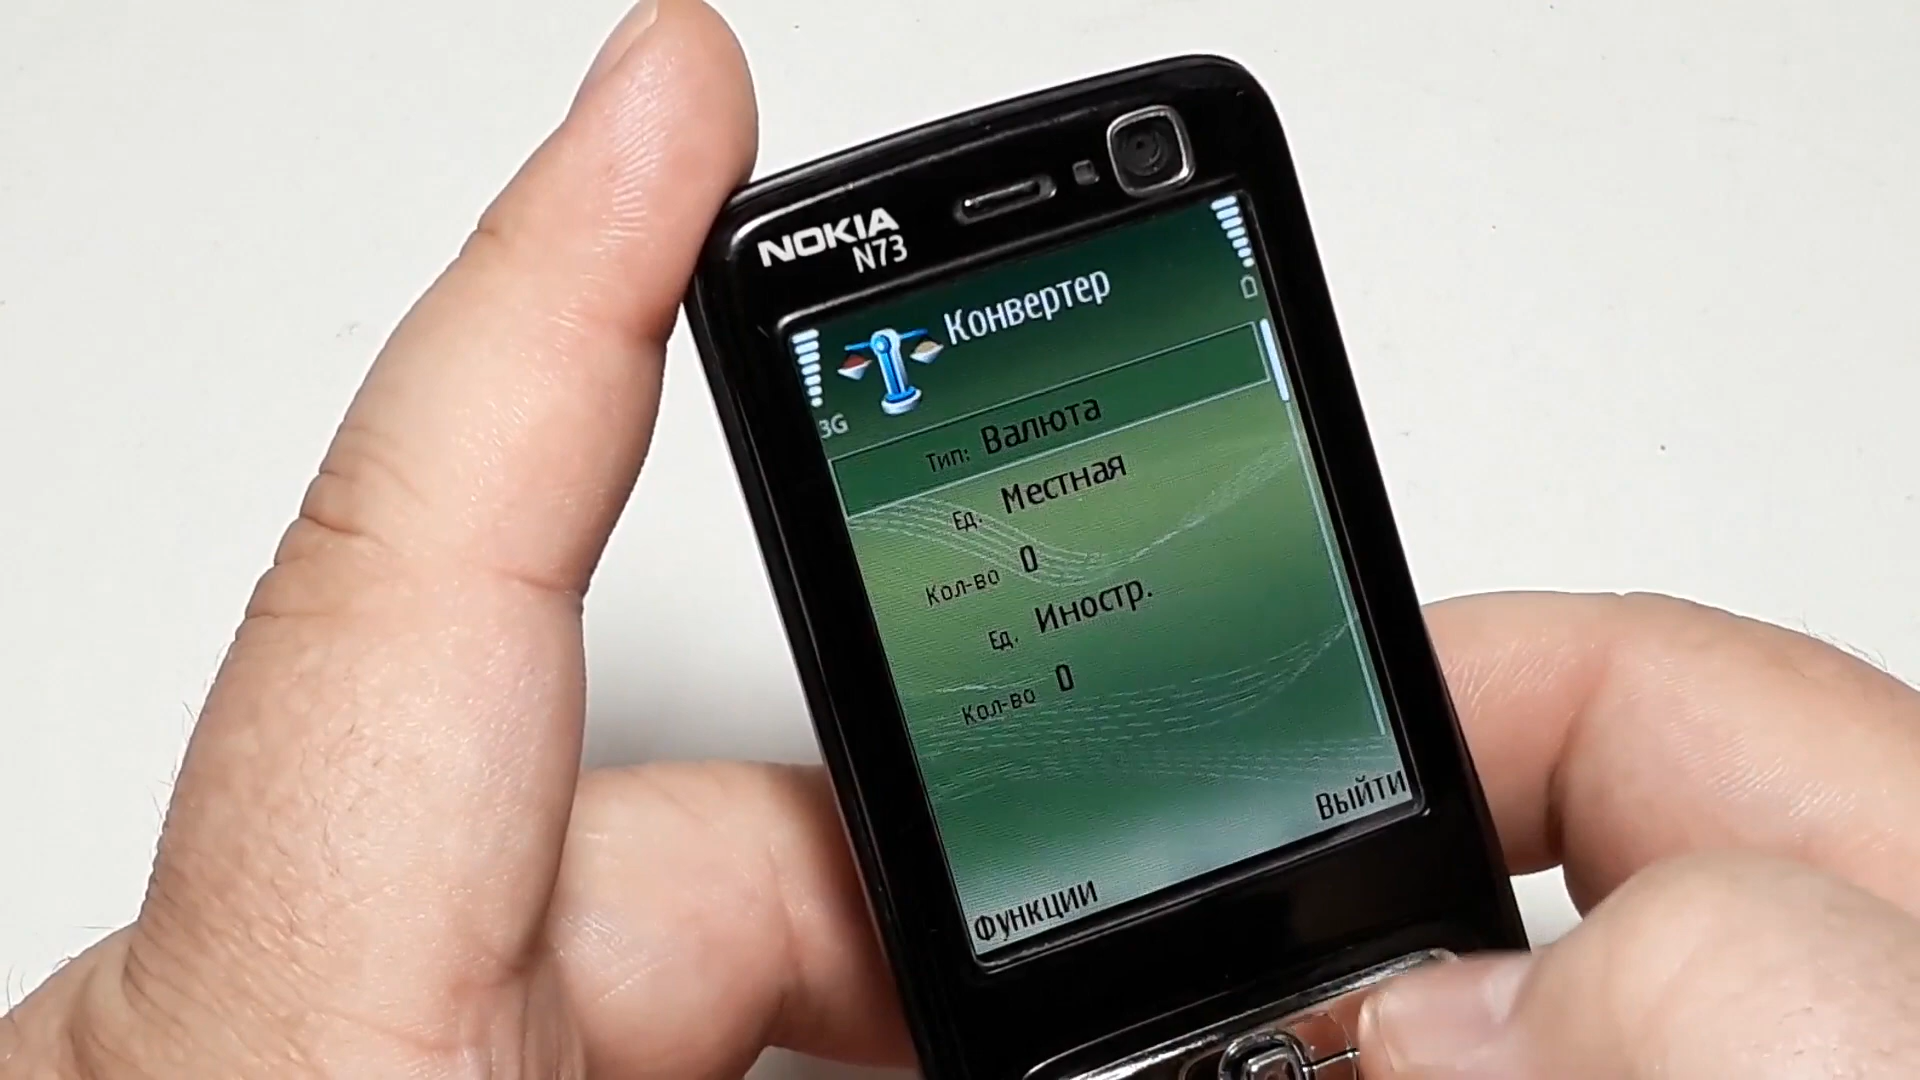 NOKIA
N73
Конвертер
3G
Тип: Валюта
Ед. Местная
Кол-во 0
Ед. Иностр.
Кол-во 0
Функции Выйти